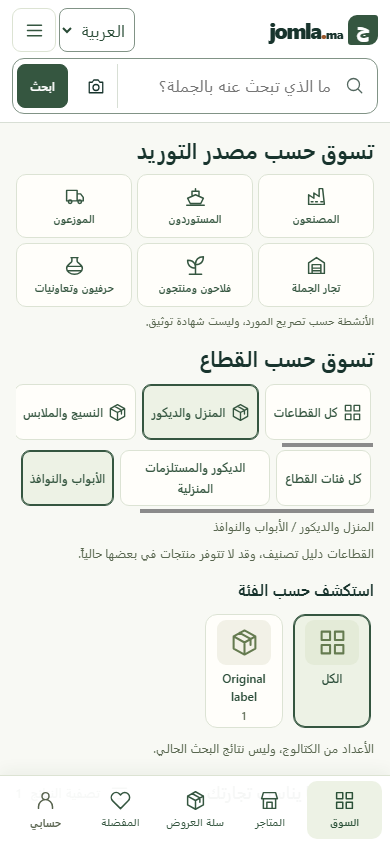 jomla.ma
ج
العربية
ما الذي تبحث عنه بالجملة؟
ابحث
تسوق حسب مصدر التوريد
المصنعون
المستوردون
الموزعون
تجار الجملة
فلاحون ومنتجون
حرفيون وتعاونيات
الأنشطة حسب تصريح المورد، وليست شهادة توثيق.
تسوق حسب القطاع
كل القطاعات
المنزل والديكور
النسيج والملابس
كل فئات القطاع
الديكور والمستلزمات
المنزلية
الأبواب والنوافذ
المنزل والديكور / الأبواب والنوافذ
القطاعات دليل تصنيف، وقد لا تتوفر منتجات في بعضها حالياً.
استكشف حسب الفئة
الكل
Original
label
1
الأعداد من الكتالوج، وليس نتائج البحث الحالي.
السوق
المتاجر
سلة العروض
المفضلة
حسابي